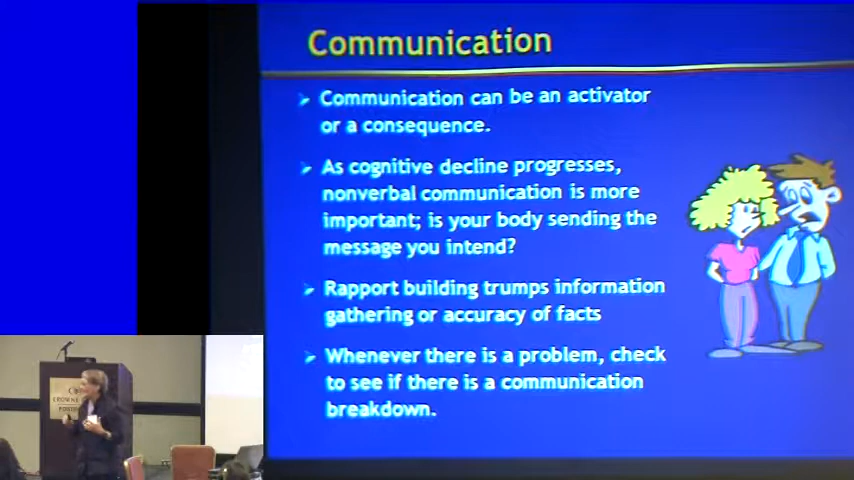 Communication
Communication can be an activator
or a consequence.
As cognitive decline progresses,
nonverbal communication is more
important; is your body sending the
message you intend?
Rapport building trumps information
gathering or accuracy of facts
Whenever there is a problem, check
to see if there is a communication
breakdown.